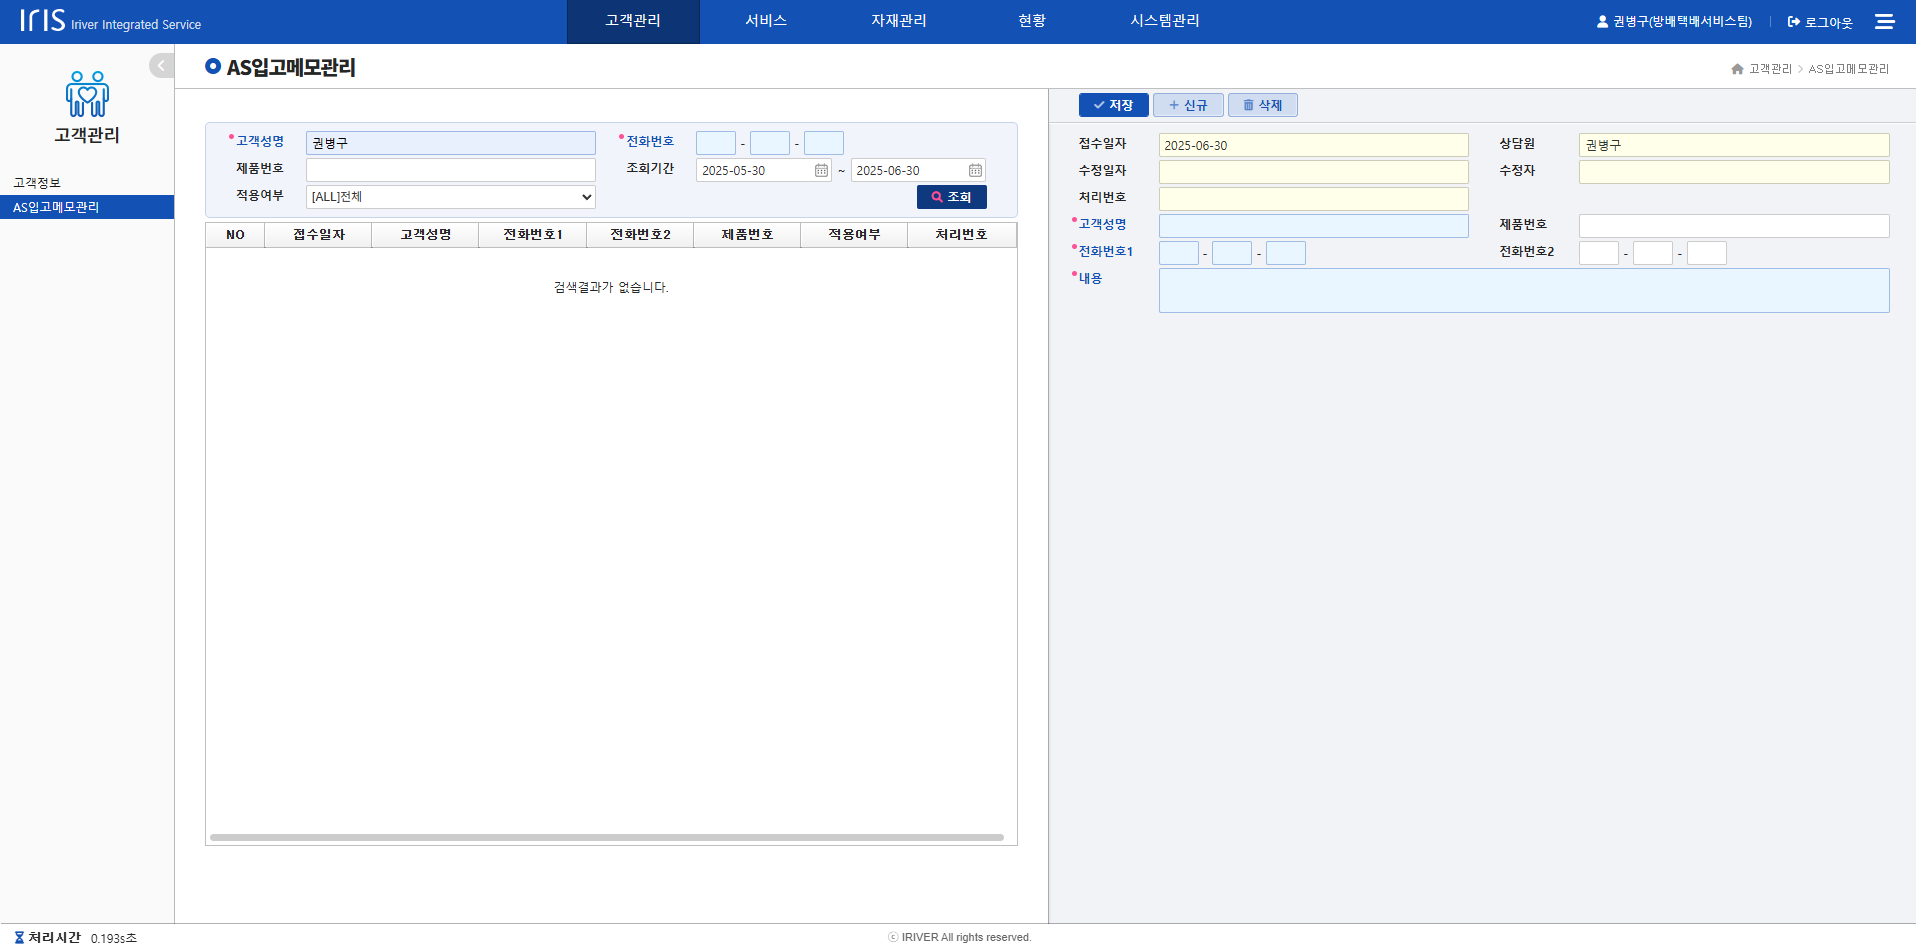 IRIS Iriver Integrated Service
고객관리 서비스 자재관리 현황 시스템관리
권병구(방배택배서비스팀) 로그아웃
고객관리
고객정보
AS입고메모관리
AS입고메모관리
고객관리 > AS입고메모관리
고객성명 권병구 전화번호 - -
제품번호 조회기간 2025-05-30 ~ 2025-06-30
적용여부 [ALL]전체 조회
NO 접수일자 고객성명 전화번호1 전화번호2 제품번호 적용여부 처리번호
검색결과가 없습니다.
저장 신규 삭제
접수일자 2025-06-30 상담원 권병구
수정일자 수정자
처리번호
고객성명 제품번호
전화번호1 - - 전화번호2 - -
내용
처리시간 0.193s초
ⓒ IRIVER All rights reserved.